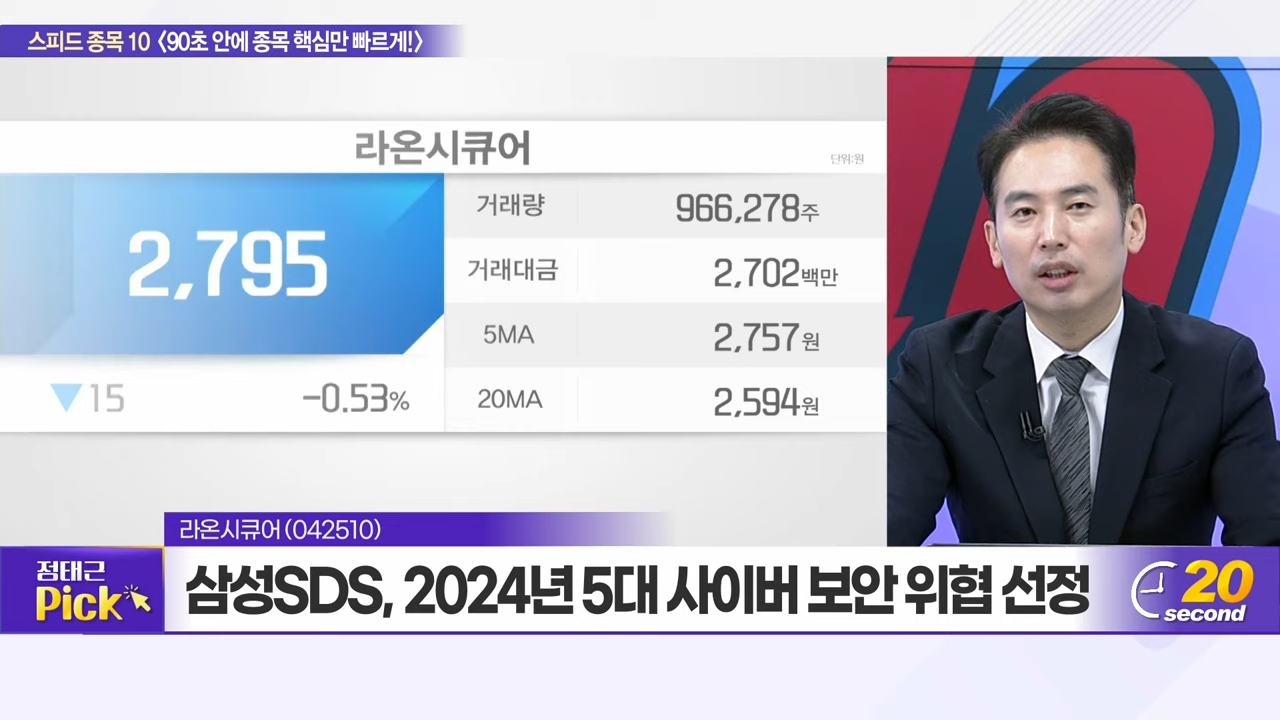 스피드 종목 10 〈90초 안에 종목 핵심만 빠르게!〉
라온시큐어
단위:원
2,795
▼15 -0.53%
거래량 966,278주
거래대금 2,702백만
5MA 2,757원
20MA 2,594원
라온시큐어(042510)
정태근
Pick
삼성SDS, 2024년 5대 사이버 보안 위협 선정
20
second